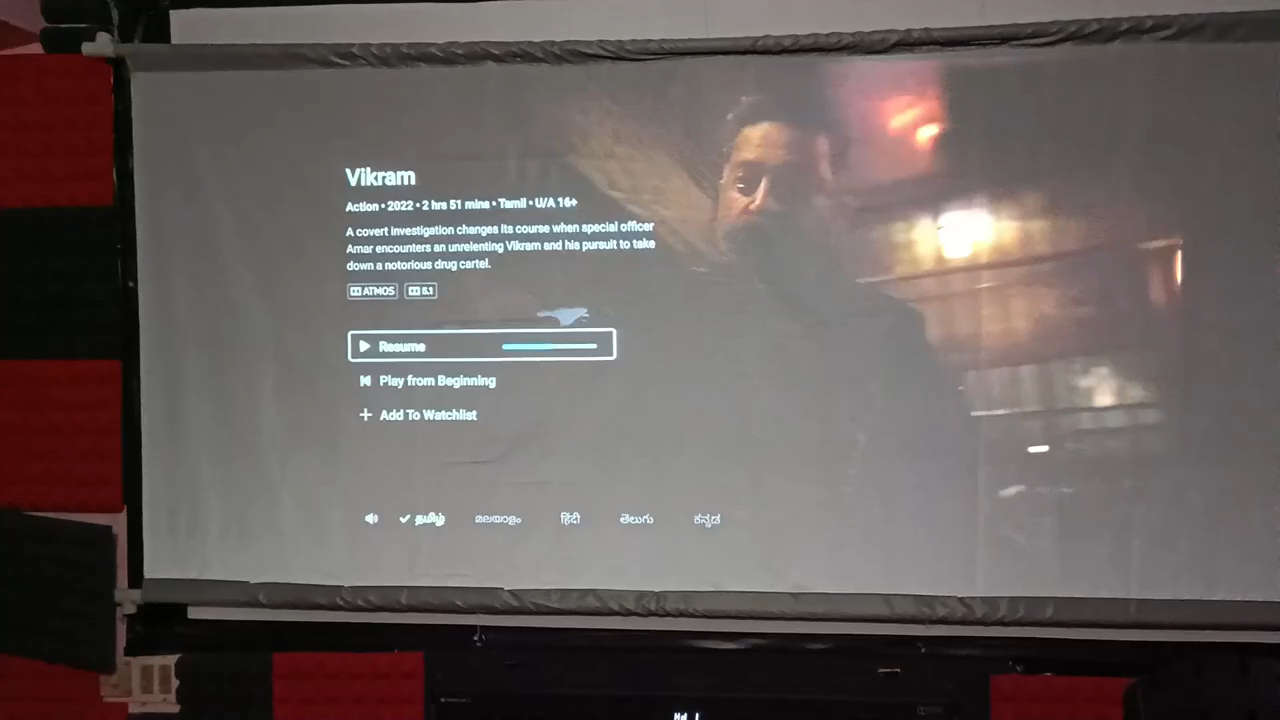 Vikram
Action • 2022 • 2 hrs 51 mins • Tamil • U/A 16+
A covert investigation changes its course when special officer
Amar encounters an unrelenting Vikram and his pursuit to take
down a notorious drug cartel.
ATMOS 5.1
Resume
Play from Beginning
Add To Watchlist
தமிழ் മലയാളം हिंदी తెలుగు ಕನ್ನಡ